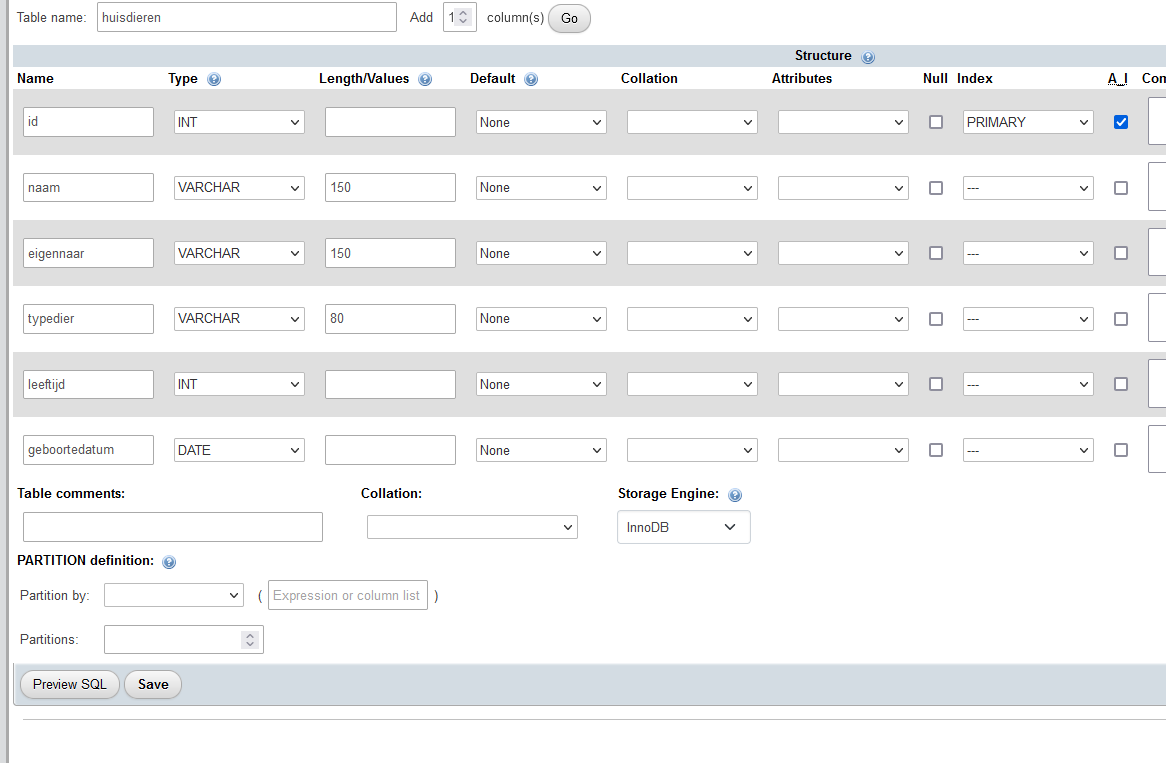 Table name: huisdieren Add 1 column(s) Go
Structure
Name Type Length/Values Default Collation Attributes Null Index A_I Com
id INT None PRIMARY
naam VARCHAR 150 None ---
eigennaar VARCHAR 150 None ---
typedier VARCHAR 80 None ---
leeftijd INT None ---
geboortedatum DATE None ---
Table comments: Collation: Storage Engine:
InnoDB
PARTITION definition:
Partition by: ( Expression or column list )
Partitions:
Preview SQL Save